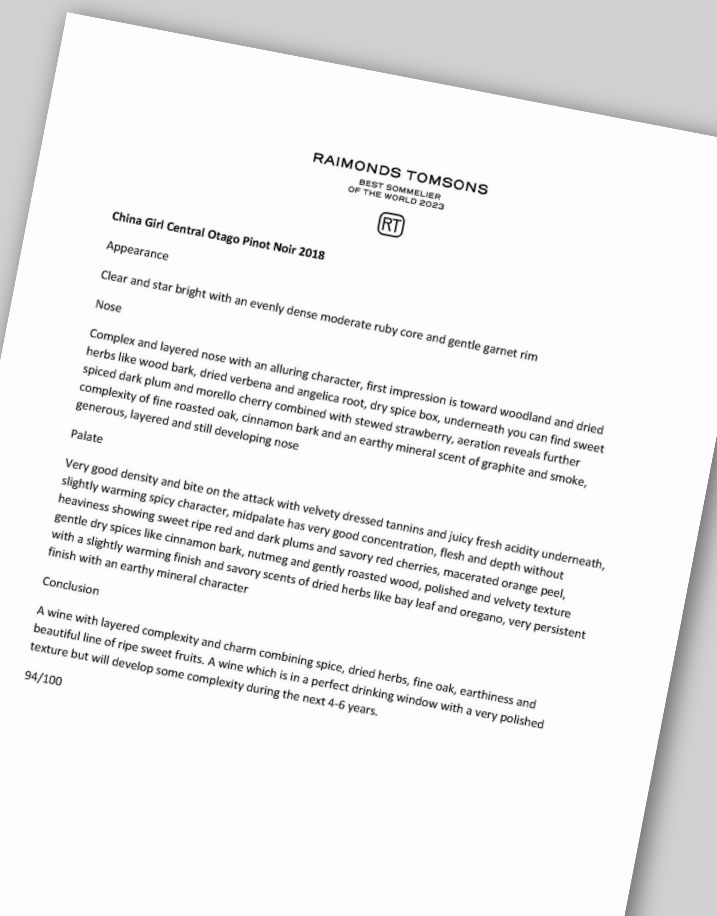 RAIMONDS TOMSONS
BEST SOMMELIER
OF THE WORLD 2023
RT
China Girl Central Otago Pinot Noir 2018
Appearance
Clear and star bright with an evenly dense moderate ruby core and gentle garnet rim
Nose
Complex and layered nose with an alluring character, first impression is toward woodland and dried
herbs like wood bark, dried verbena and angelica root, dry spice box, underneath you can find sweet
spiced dark plum and morello cherry combined with stewed strawberry, aeration reveals further
complexity of fine roasted oak, cinnamon bark and an earthy mineral scent of graphite and smoke,
generous, layered and still developing nose
Palate
Very good density and bite on the attack with velvety dressed tannins and juicy fresh acidity underneath,
slightly warming spicy character, midpalate has very good concentration, flesh and depth without
heaviness showing sweet ripe red and dark plums and savory red cherries, macerated orange peel,
gentle dry spices like cinnamon bark, nutmeg and gently roasted wood, polished and velvety texture
with a slightly warming finish and savory scents of dried herbs like bay leaf and oregano, very persistent
finish with an earthy mineral character
Conclusion
A wine with layered complexity and charm combining spice, dried herbs, fine oak, earthiness and
beautiful line of ripe sweet fruits. A wine which is in a perfect drinking window with a very polished
texture but will develop some complexity during the next 4-6 years.
94/100